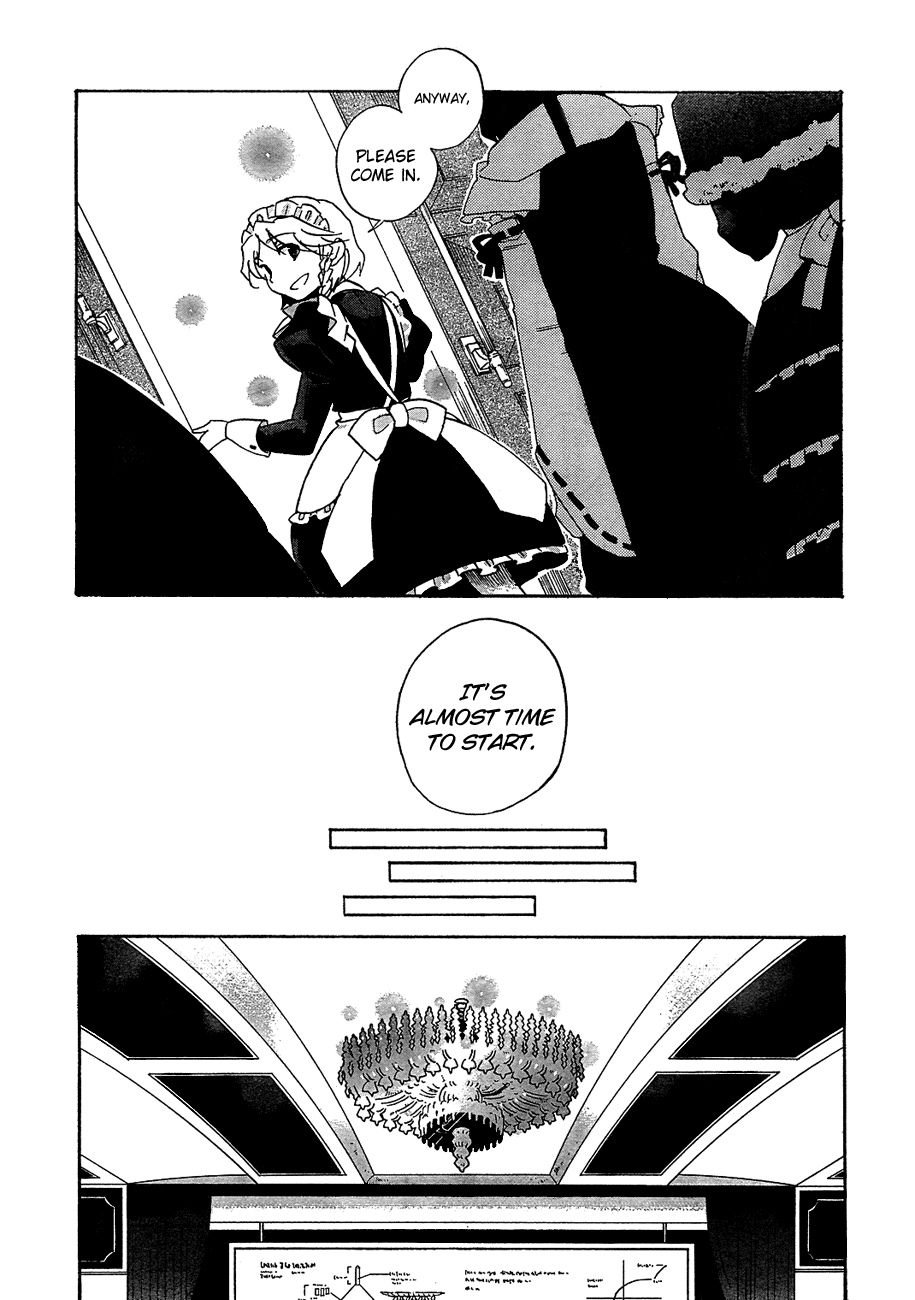 ANYWAY,
PLEASE
COME IN.
IT'S
ALMOST TIME
TO START.